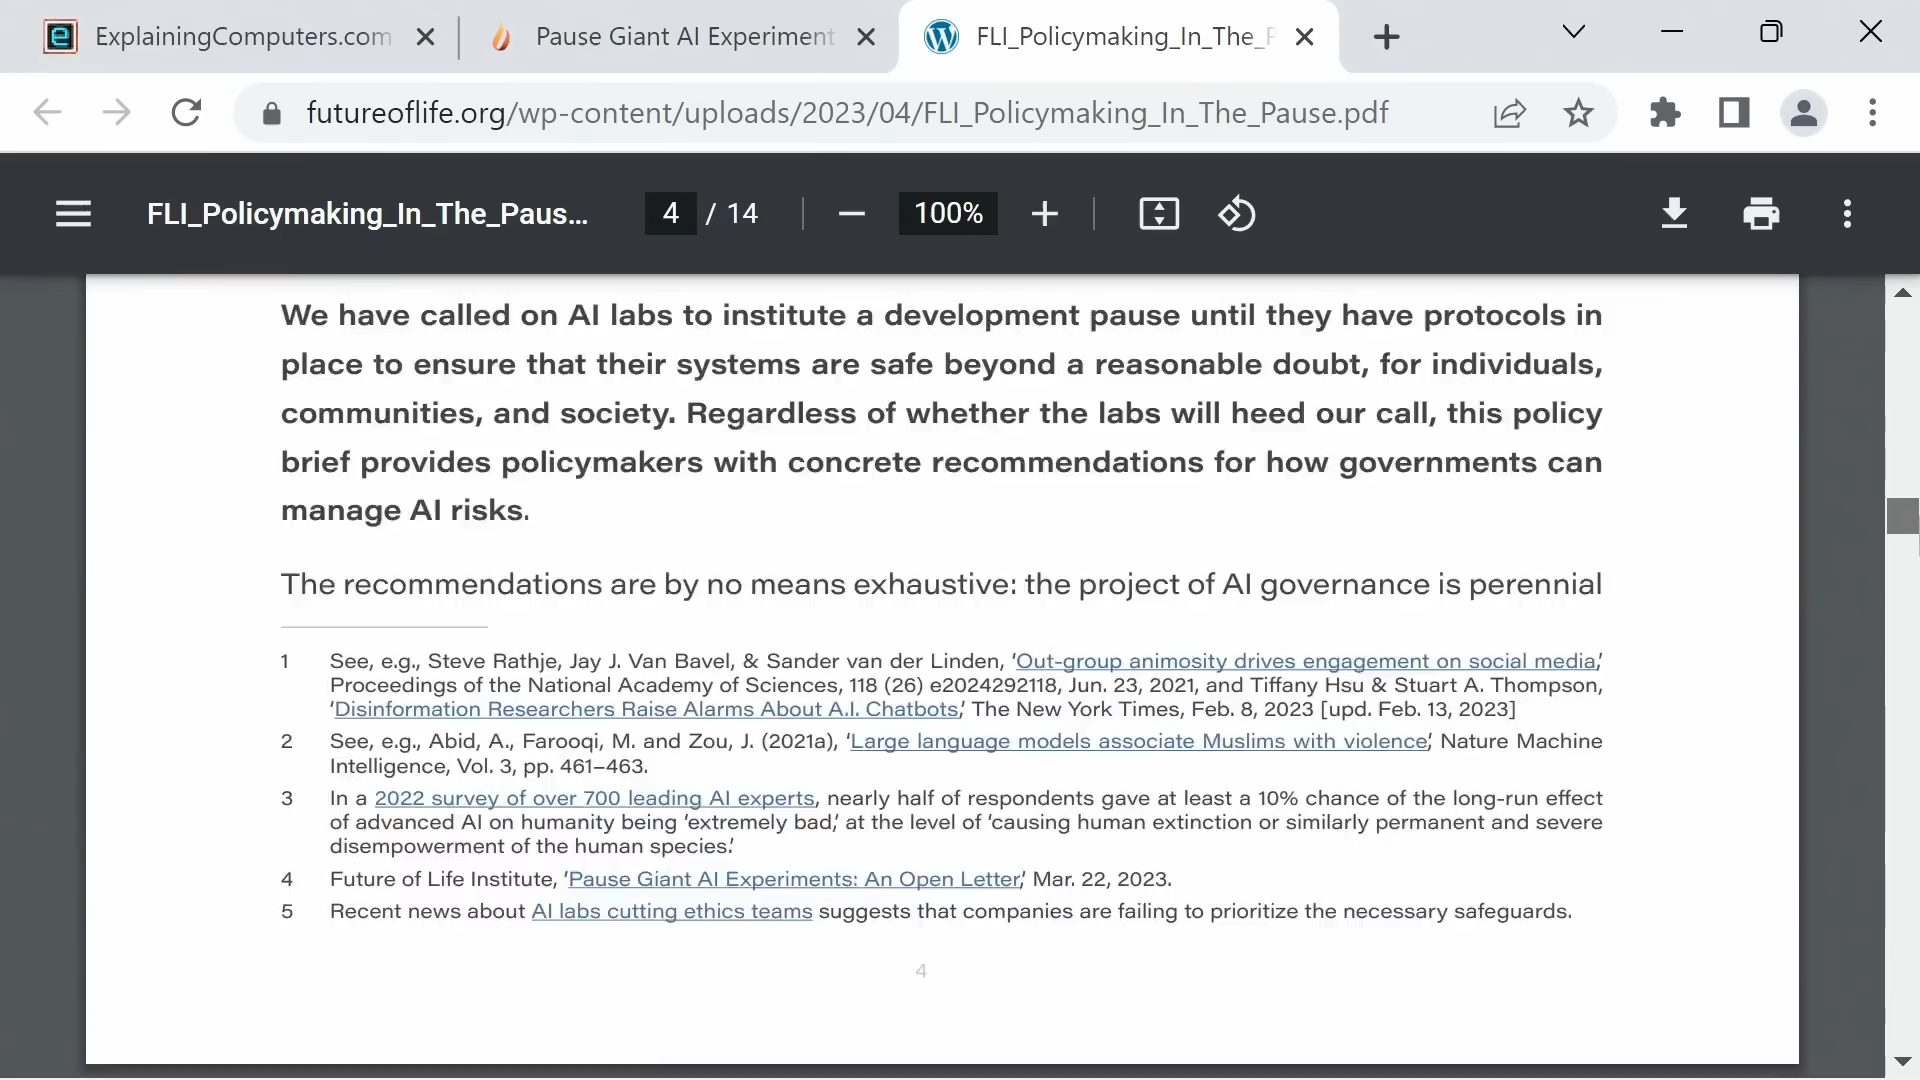 ExplainingComputers.com
Pause Giant AI Experiment
FLI_Policymaking_In_The_P
futureoflife.org/wp-content/uploads/2023/04/FLI_Policymaking_In_The_Pause.pdf
FLI_Policymaking_In_The_Paus...
4 / 14
100%
We have called on AI labs to institute a development pause until they have protocols in
place to ensure that their systems are safe beyond a reasonable doubt, for individuals,
communities, and society. Regardless of whether the labs will heed our call, this policy
brief provides policymakers with concrete recommendations for how governments can
manage AI risks.
The recommendations are by no means exhaustive: the project of AI governance is perennial
1 See, e.g., Steve Rathje, Jay J. Van Bavel, & Sander van der Linden, ‘Out-group animosity drives engagement on social media,’
Proceedings of the National Academy of Sciences, 118 (26) e2024292118, Jun. 23, 2021, and Tiffany Hsu & Stuart A. Thompson,
‘Disinformation Researchers Raise Alarms About A.I. Chatbots,’ The New York Times, Feb. 8, 2023 [upd. Feb. 13, 2023]
2 See, e.g., Abid, A., Farooqi, M. and Zou, J. (2021a), ‘Large language models associate Muslims with violence’, Nature Machine
Intelligence, Vol. 3, pp. 461–463.
3 In a 2022 survey of over 700 leading AI experts, nearly half of respondents gave at least a 10% chance of the long-run effect
of advanced AI on humanity being ‘extremely bad,’ at the level of ‘causing human extinction or similarly permanent and severe
disempowerment of the human species.’
4 Future of Life Institute, ‘Pause Giant AI Experiments: An Open Letter,’ Mar. 22, 2023.
5 Recent news about AI labs cutting ethics teams suggests that companies are failing to prioritize the necessary safeguards.
4